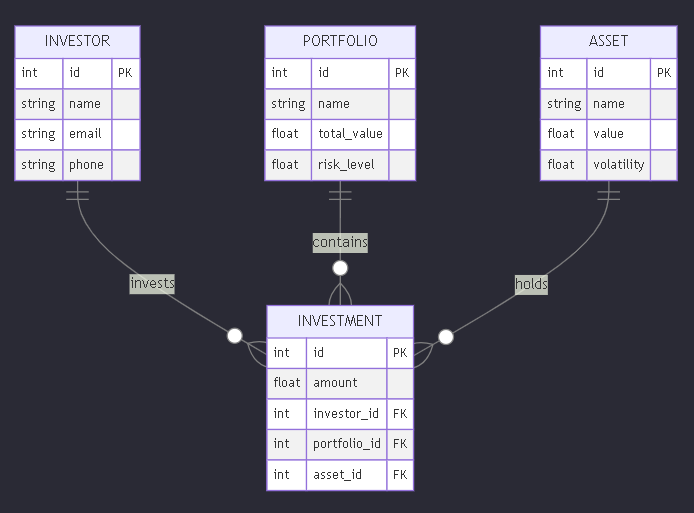 INVESTOR
int id PK
string name
string email
string phone
PORTFOLIO
int id PK
string name
float total_value
float risk_level
ASSET
int id PK
string name
float value
float volatility
invests
contains
holds
INVESTMENT
int id PK
float amount
int investor_id FK
int portfolio_id FK
int asset_id FK